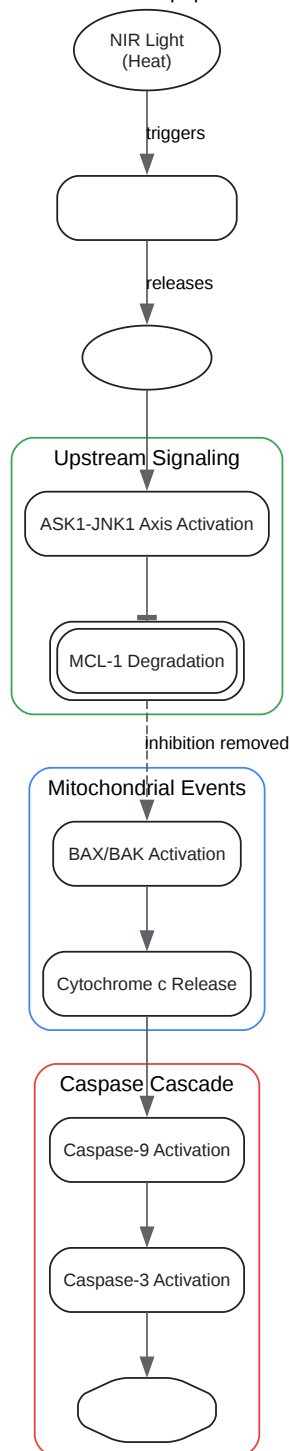 NIR Light
(Heat)
triggers
releases
Upstream Signaling
ASK1-JNK1 Axis Activation
MCL-1 Degradation
inhibition removed
Mitochondrial Events
BAX/BAK Activation
Cytochrome c Release
Caspase Cascade
Caspase-9 Activation
Caspase-3 Activation